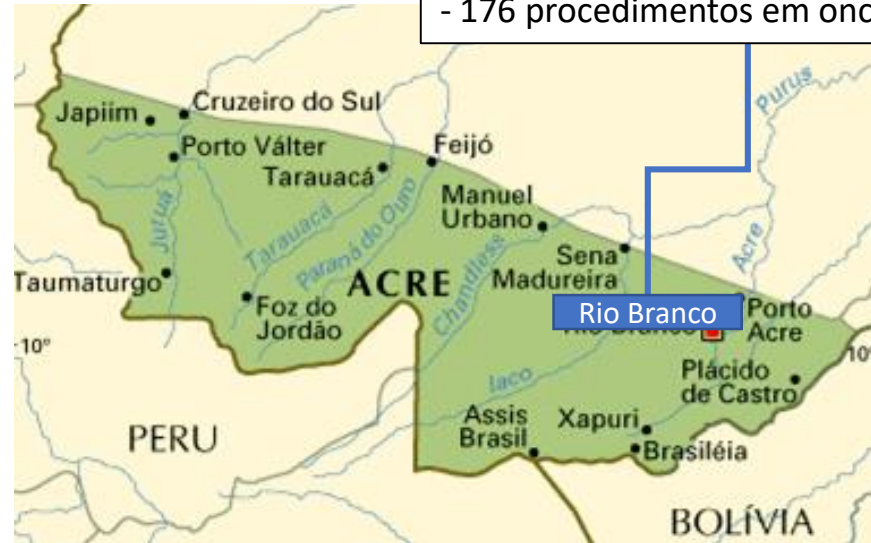 - 176 procedimentos em onc
Purus
Japiim
Cruzeiro do Sul
Porto Válter
Feijó
Tarauacá
Manuel
Urbano
Juruá
Tarauacá
Paraná do Ouro
Acre
Sena
Madureira
Taumaturgo
ACRE
Chandless
Foz do
Jordão
Rio Branco
Rio Branco
Porto
Acre
10°
10°
Iaco
Plácido
de Castro
Assis
Brasil
Xapuri
PERU
Brasiléia
BOLÍVIA